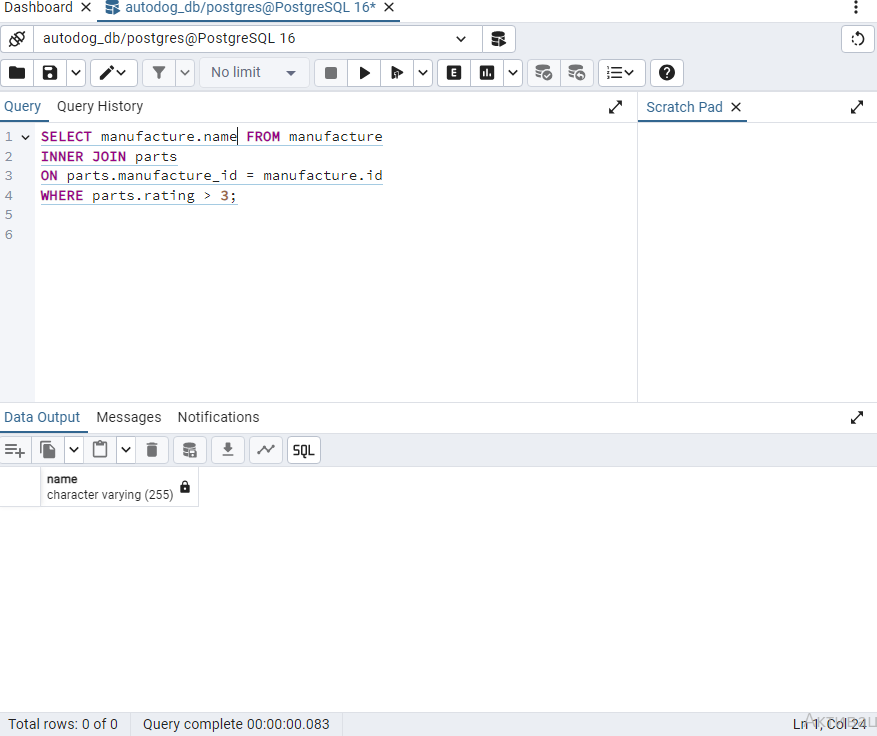 Dashboard
autodog_db/postgres@PostgreSQL 16*
autodog_db/postgres@PostgreSQL 16
No limit
E
Query
Query History
Scratch Pad
1 SELECT manufacture.name FROM manufacture
2 INNER JOIN parts
3 ON parts.manufacture_id = manufacture.id
4 WHERE parts.rating > 3;
5
6
Data Output
Messages
Notifications
SQL
name
character varying (255)
Total rows: 0 of 0
Query complete 00:00:00.083
Ln 1, Col 24